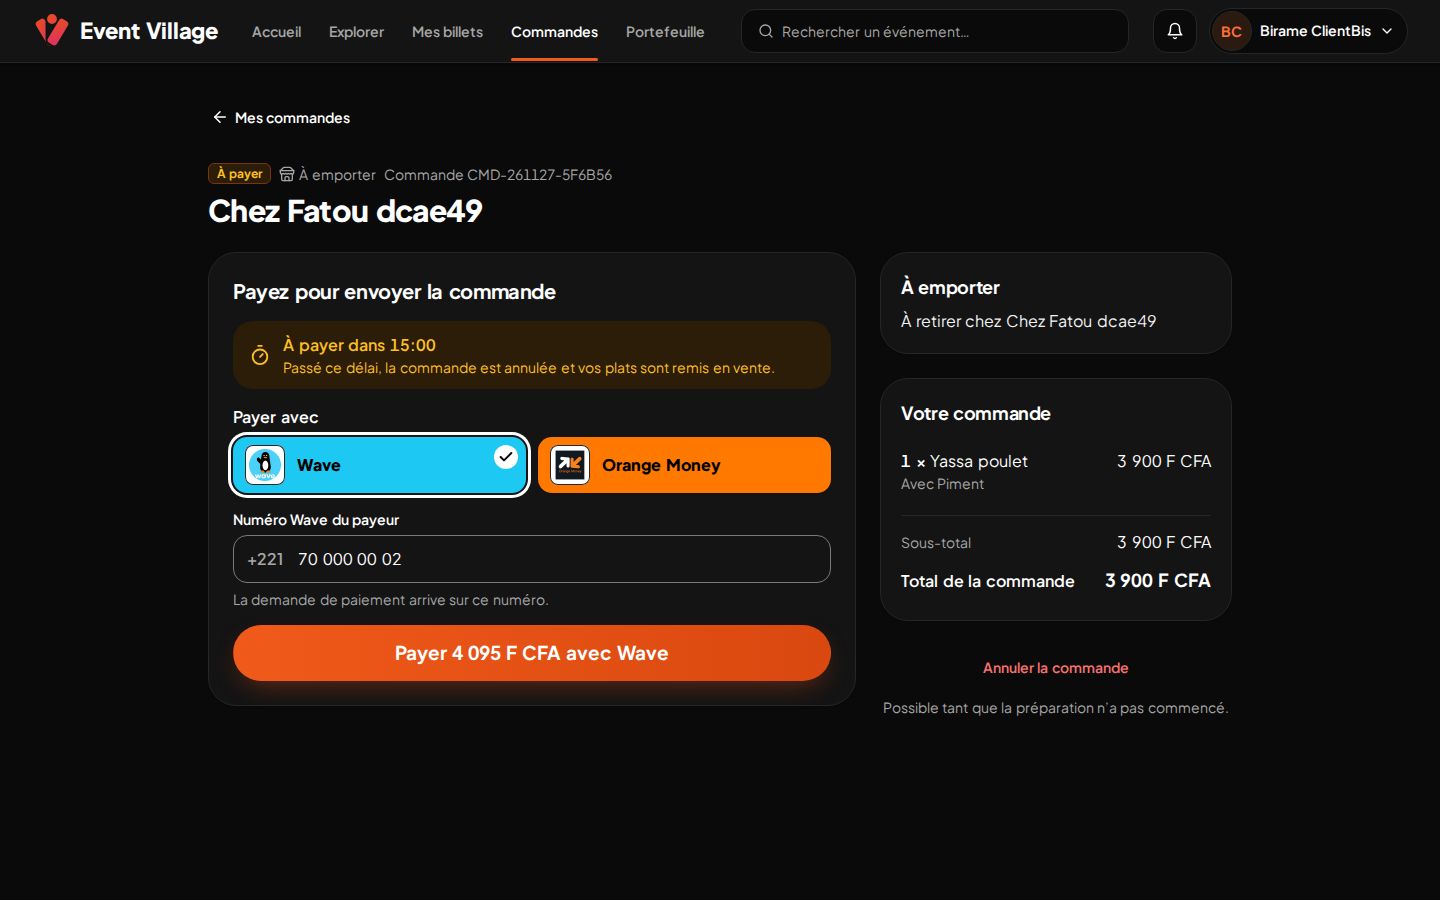 Event Village
Accueil Explorer Mes billets Commandes Portefeuille
Rechercher un événement…
BC Birame ClientBis
Mes commandes
À payer À emporter Commande CMD-261127-5F6B56
Chez Fatou dcae49
Payez pour envoyer la commande
À payer dans 15:00
Passé ce délai, la commande est annulée et vos plats sont remis en vente.
Payer avec
wave Wave
Orange Money
Numéro Wave du payeur
+221 70 000 00 02
La demande de paiement arrive sur ce numéro.
Payer 4 095 F CFA avec Wave
À emporter
À retirer chez Chez Fatou dcae49
Votre commande
1 × Yassa poulet 3 900 F CFA
Avec Piment
Sous-total 3 900 F CFA
Total de la commande 3 900 F CFA
Annuler la commande
Possible tant que la préparation n’a pas commencé.